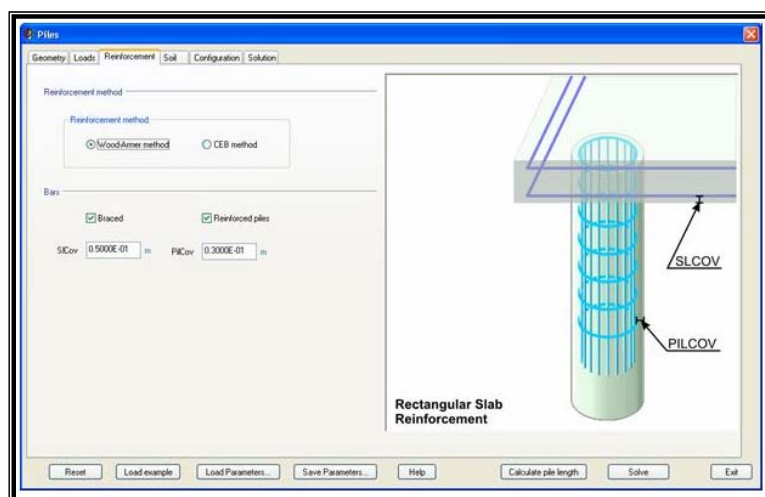 Piles
Geometry Loads Reinforcement Soil Configuration Solution
Reinforcement method
Reinforcement method
Wood-Armer method CEB method
Bars
Braced Reinforced piles
SlCov 0.5000E-01 m PilCov 0.3000E-01 m
SLCOV
PILCOV
Rectangular Slab
Reinforcement
Reset Load example Load Parameters... Save Parameters... Help Calculate pile length Solve Exit